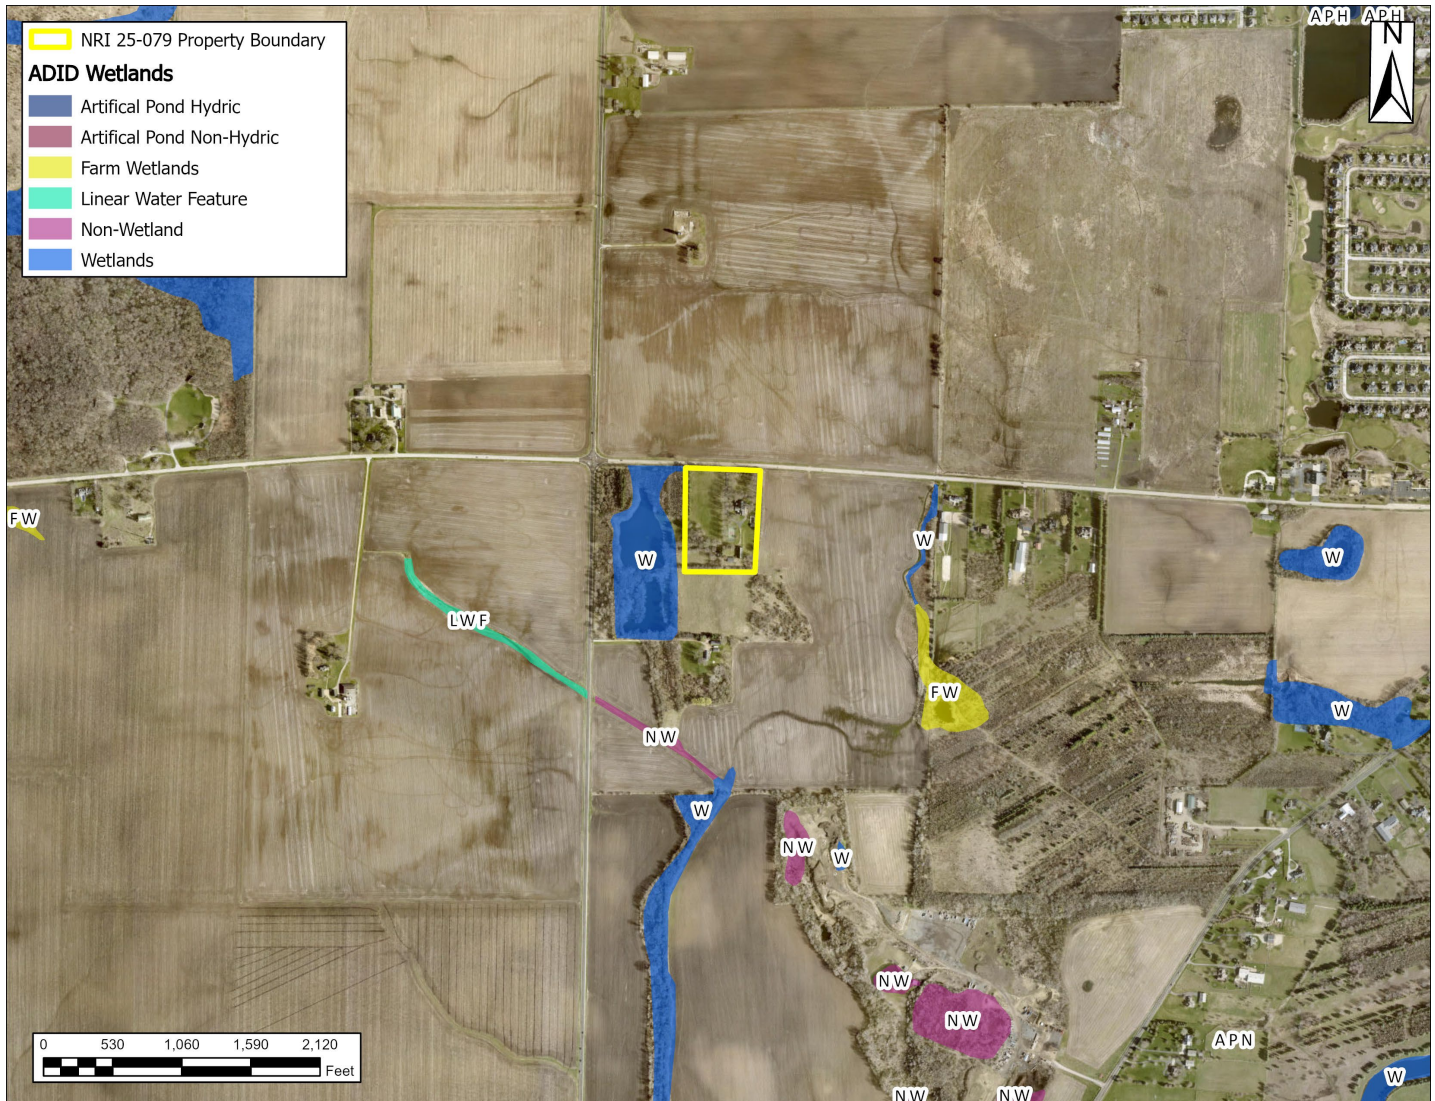 APH APH
NRI 25-079 Property Boundary
N
ADID Wetlands
Artifical Pond Hydric
Artifical Pond Non-Hydric
Farm Wetlands
Linear Water Feature
Non-Wetland
Wetlands
FW
W
W
W
LWF
FW
W
NW
W
NW
W
NW
NW
APN
0 530 1,060 1,590 2,120
Feet
W
NW
NW